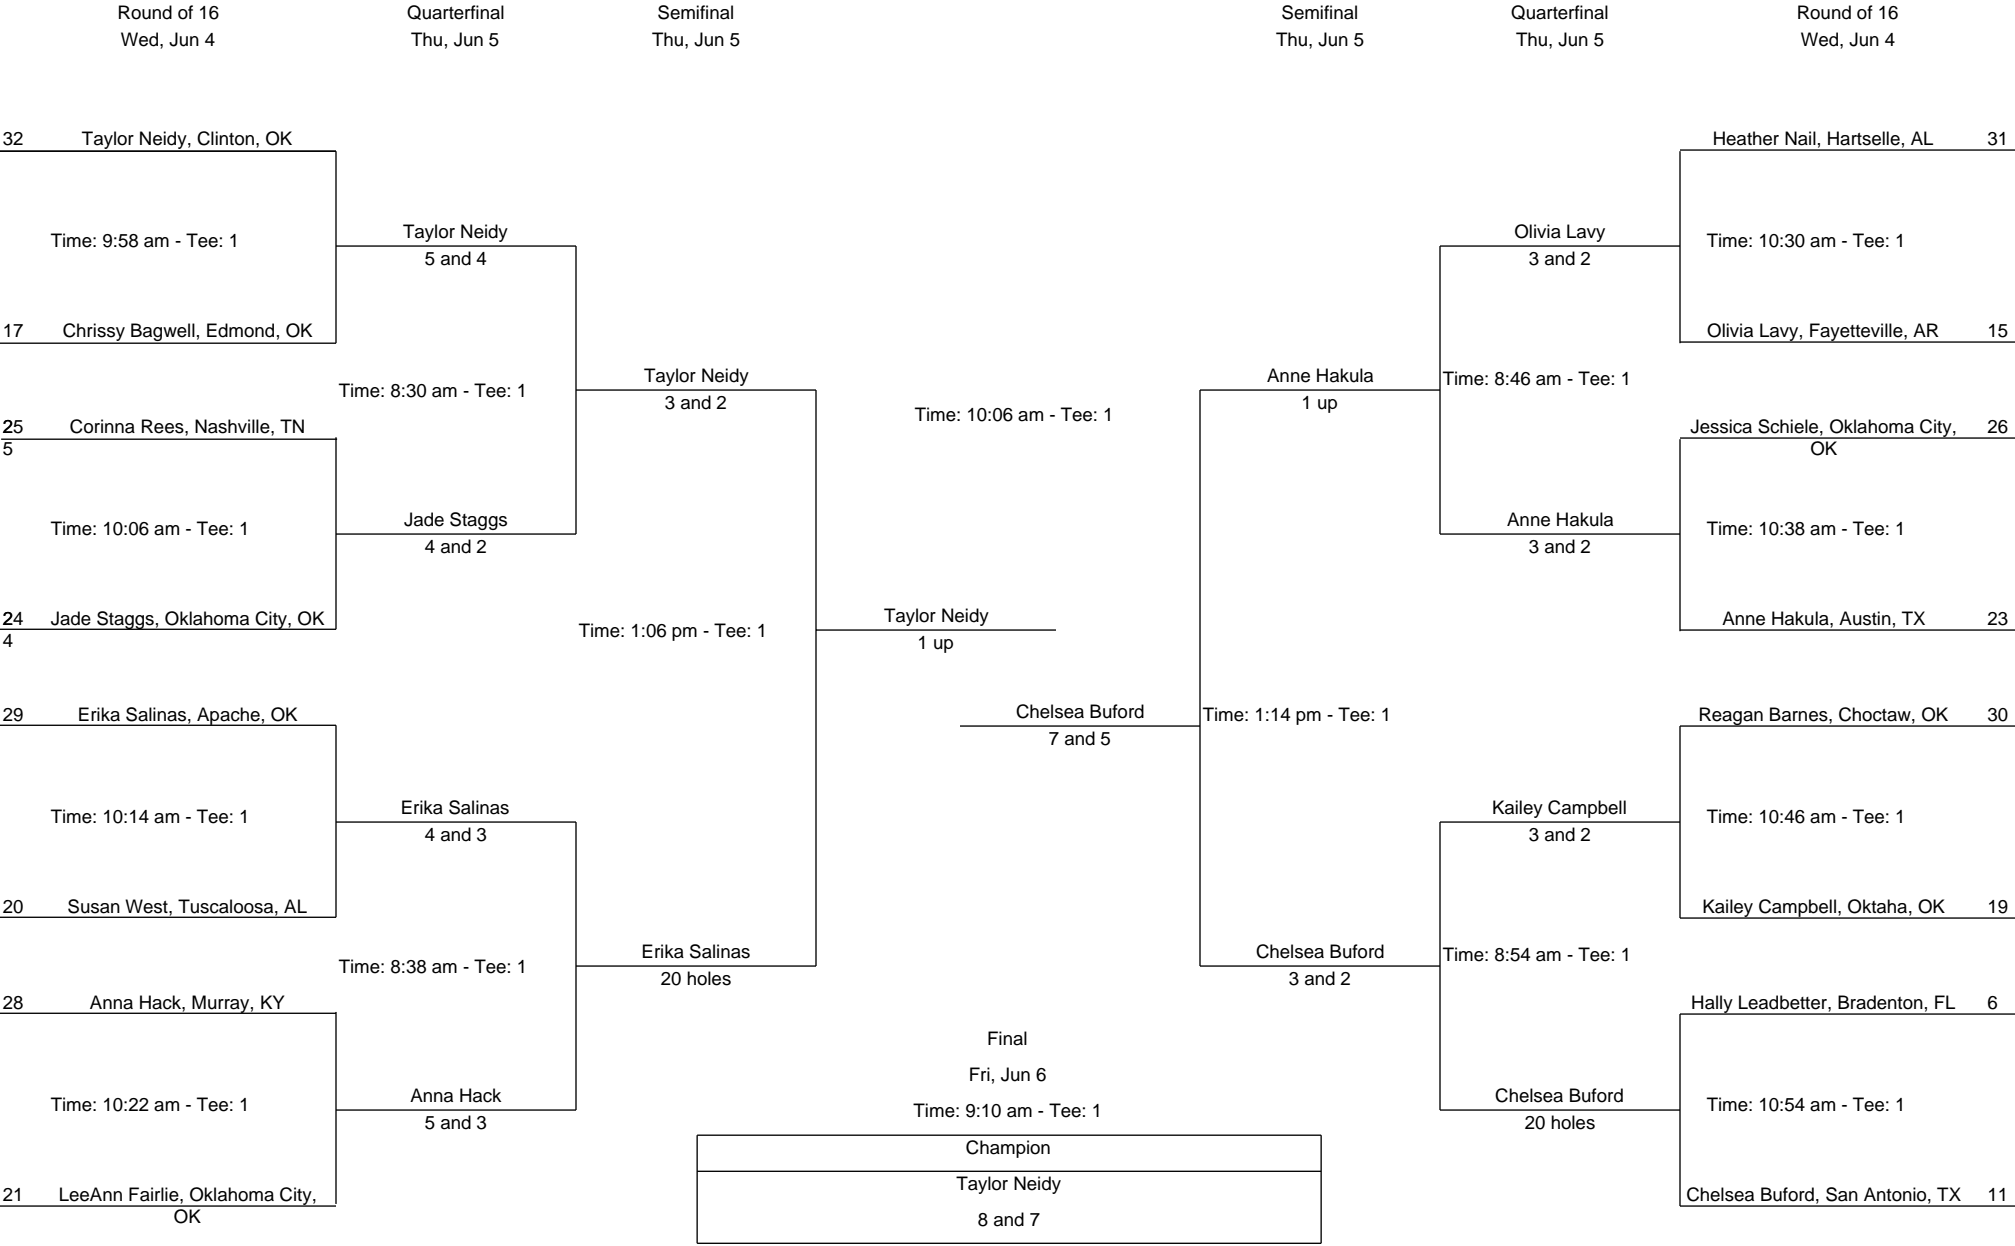 Round of 16
Wed, Jun 4
Quarterfinal
Thu, Jun 5
Semifinal
Thu, Jun 5
Semifinal
Thu, Jun 5
Quarterfinal
Thu, Jun 5
Round of 16
Wed, Jun 4
32 Taylor Neidy, Clinton, OK
Time: 9:58 am - Tee: 1
17 Chrissy Bagwell, Edmond, OK
25 Corinna Rees, Nashville, TN
5
Time: 10:06 am - Tee: 1
24 Jade Staggs, Oklahoma City, OK
4
29 Erika Salinas, Apache, OK
Time: 10:14 am - Tee: 1
20 Susan West, Tuscaloosa, AL
28 Anna Hack, Murray, KY
Time: 10:22 am - Tee: 1
21 LeeAnn Fairlie, Oklahoma City,
OK
Taylor Neidy
5 and 4
Time: 8:30 am - Tee: 1
Jade Staggs
4 and 2
Erika Salinas
4 and 3
Time: 8:38 am - Tee: 1
Anna Hack
5 and 3
Taylor Neidy
3 and 2
Time: 1:06 pm - Tee: 1
Erika Salinas
20 holes
Time: 10:06 am - Tee: 1
Taylor Neidy
1 up
Chelsea Buford
7 and 5
Final
Fri, Jun 6
Time: 9:10 am - Tee: 1
Champion
Taylor Neidy
8 and 7
Anne Hakula
1 up
Time: 1:14 pm - Tee: 1
Chelsea Buford
3 and 2
Olivia Lavy
3 and 2
Time: 8:46 am - Tee: 1
Anne Hakula
3 and 2
Kailey Campbell
3 and 2
Time: 8:54 am - Tee: 1
Chelsea Buford
20 holes
Heather Nail, Hartselle, AL 31
Time: 10:30 am - Tee: 1
Olivia Lavy, Fayetteville, AR 15
Jessica Schiele, Oklahoma City, 26
OK
Time: 10:38 am - Tee: 1
Anne Hakula, Austin, TX 23
Reagan Barnes, Choctaw, OK 30
Time: 10:46 am - Tee: 1
Kailey Campbell, Oktaha, OK 19
Hally Leadbetter, Bradenton, FL 6
Time: 10:54 am - Tee: 1
Chelsea Buford, San Antonio, TX 11